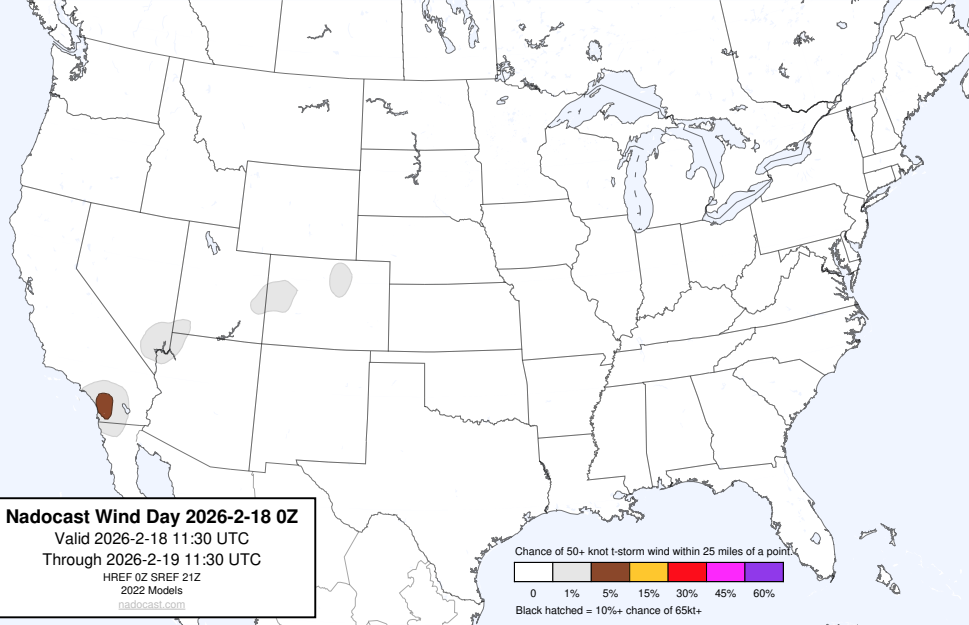 Nadocast Wind Day 2026-2-18 0Z
Valid 2026-2-18 11:30 UTC
Through 2026-2-19 11:30 UTC
HREF 0Z SREF 21Z
2022 Models
nadocast.com
Chance of 50+ knot t-storm wind within 25 miles of a point.
0 1% 5% 15% 30% 45% 60%
Black hatched = 10%+ chance of 65kt+